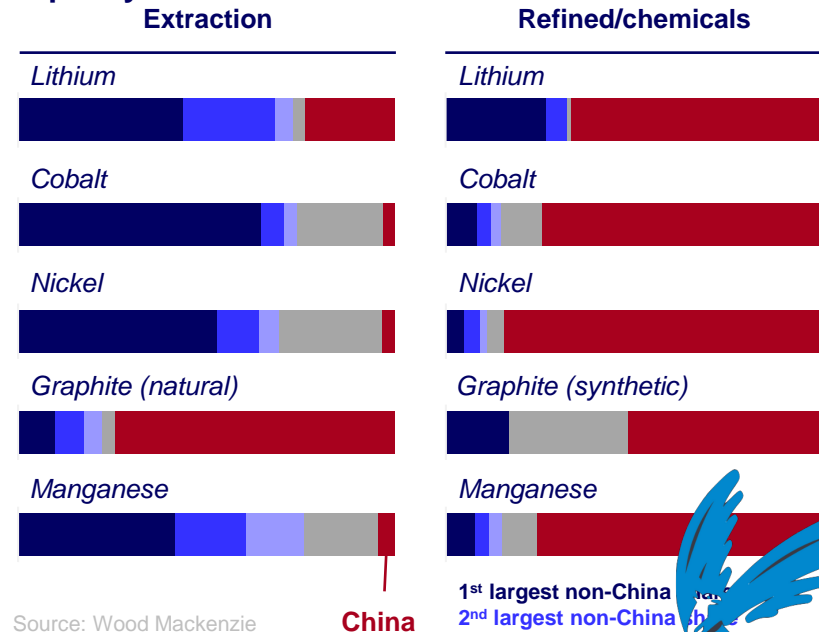 Extraction
Refined/chemicals
Lithium
Lithium
Cobalt
Cobalt
Nickel
Nickel
Graphite (natural)
Graphite (synthetic)
Manganese
Manganese
1st largest non-China
2nd largest non-China
Source: Wood Mackenzie
China